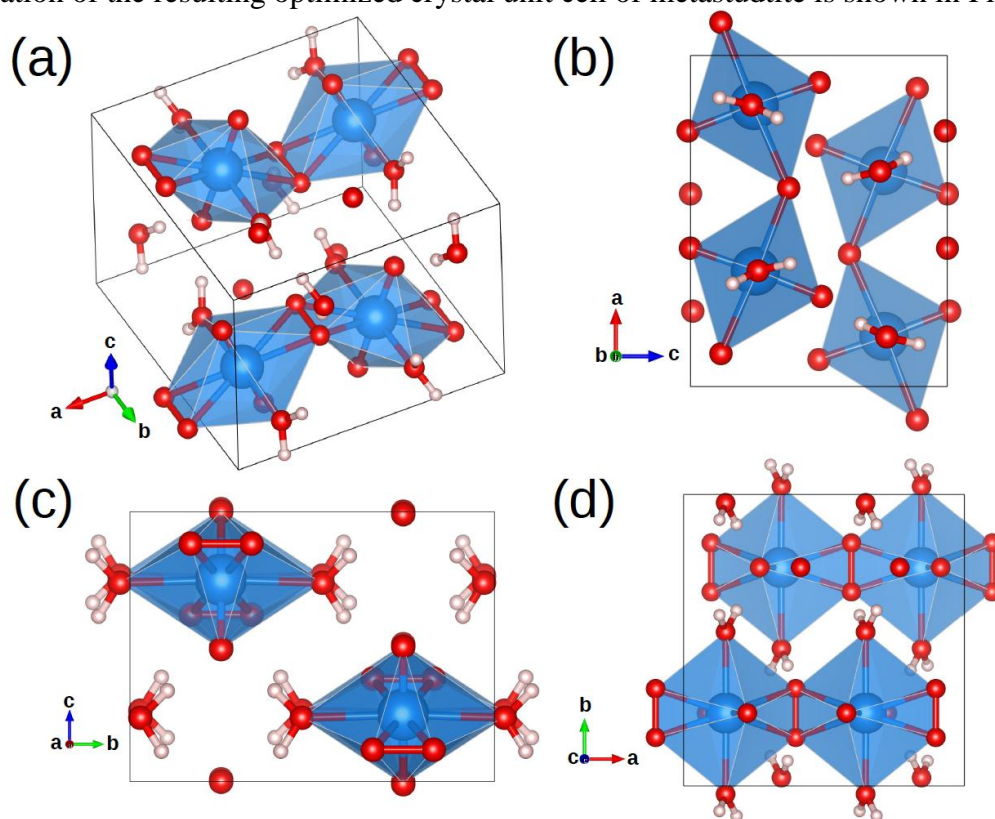 ation of the resulting optimized crystal unit cell of metastudtite is shown in Fi
(a) (b)
c
a
b
a
b c
(c) (d)
c
a b
b
c a